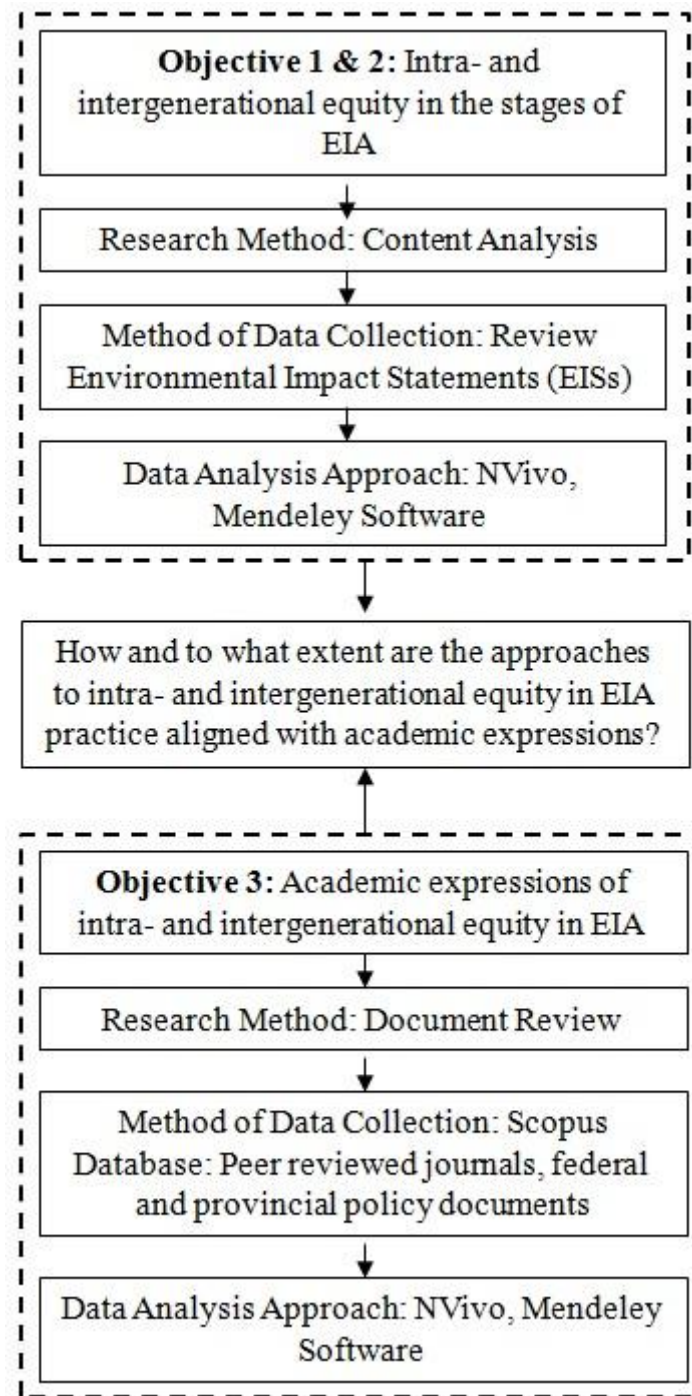 Objective 1 & 2: Intra- and
intergenerational equity in the stages of
EIA
Research Method: Content Analysis
Method of Data Collection: Review
Environmental Impact Statements (EISs)
Data Analysis Approach: NVivo,
Mendeley Software
How and to what extent are the approaches
to intra- and intergenerational equity in EIA
practice aligned with academic expressions?
Objective 3: Academic expressions of
intra- and intergenerational equity in EIA
Research Method: Document Review
Method of Data Collection: Scopus
Database: Peer reviewed journals, federal
and provincial policy documents
Data Analysis Approach: NVivo, Mendeley
Software